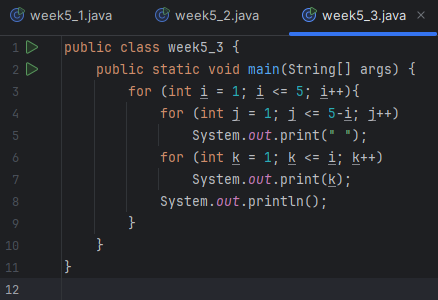 week5_1.java week5_2.java week5_3.java
1 public class week5_3 {
2 public static void main(String[] args) {
3 for (int i = 1; i <= 5; i++){
4 for (int j = 1; j <= 5-i; j++)
5 System.out.print(" ");
6 for (int k = 1; k <= i; k++)
7 System.out.print(k);
8 System.out.println();
9 }
10 }
11 }
12